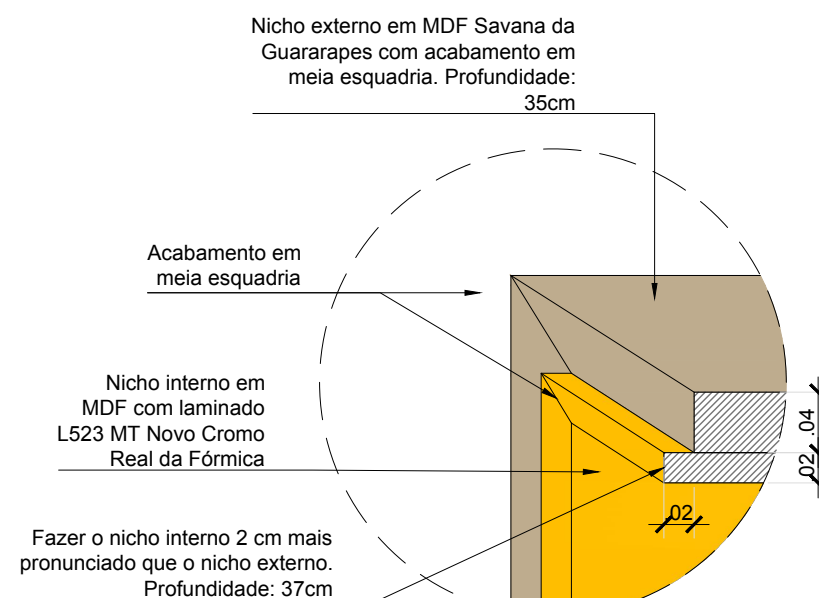 Nicho externo em MDF Savana da
Guararapes com acabamento em
meia esquadria. Profundidade:
35cm
Acabamento em
meia esquadria
Nicho interno em
MDF com laminado
L523 MT Novo Cromo
Real da Fórmica
.04
.02
.02
Fazer o nicho interno 2 cm mais
pronunciado que o nicho externo.
Profundidade: 37cm